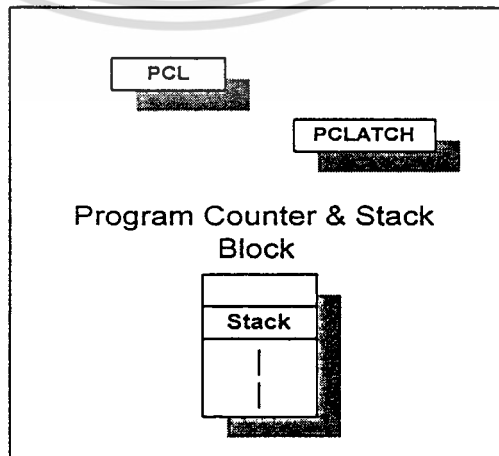 PCL
PCLATCH
Program Counter & Stack
Block
Stack